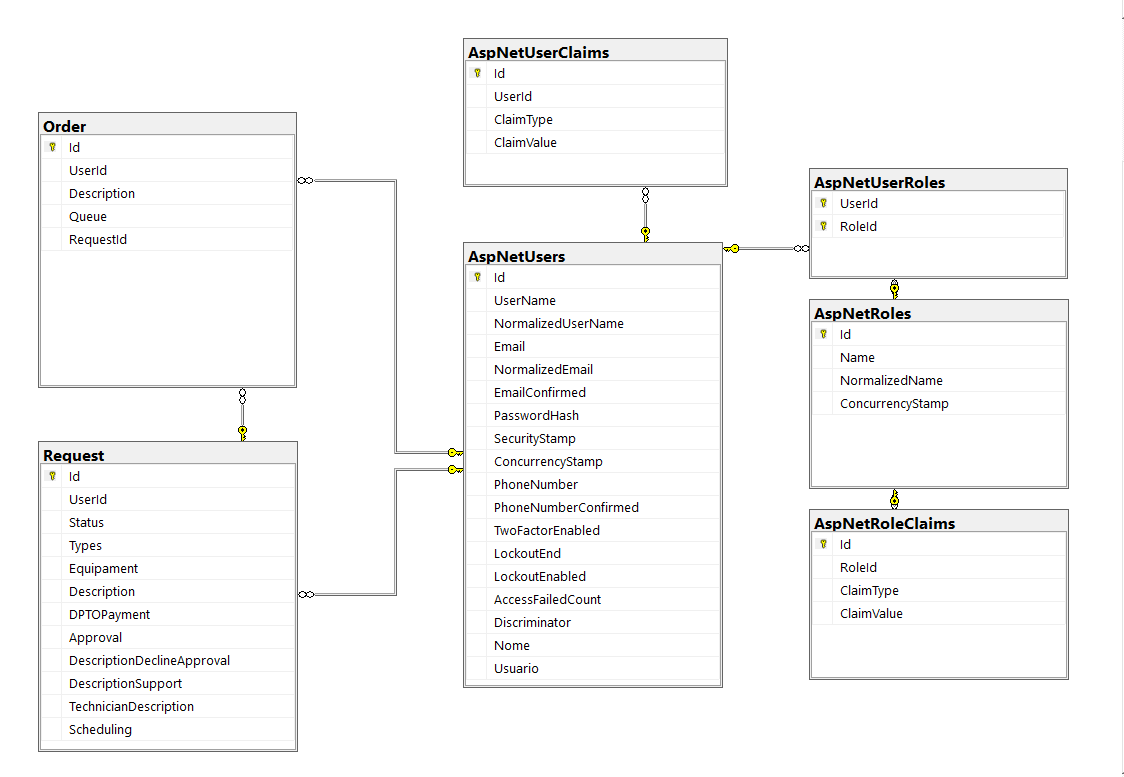 AspNetUserClaims
Id
UserId
ClaimType
ClaimValue
Order
Id
UserId
Description
Queue
RequestId
AspNetUserRoles
UserId
RoleId
AspNetUsers
Id
UserName
NormalizedUserName
Email
NormalizedEmail
EmailConfirmed
PasswordHash
SecurityStamp
ConcurrencyStamp
PhoneNumber
PhoneNumberConfirmed
TwoFactorEnabled
LockoutEnd
LockoutEnabled
AccessFailedCount
Discriminator
Nome
Usuario
AspNetRoles
Id
Name
NormalizedName
ConcurrencyStamp
Request
Id
UserId
Status
Types
Equipament
Description
DPTOPayment
Approval
DescriptionDeclineApproval
DescriptionSupport
TechnicianDescription
Scheduling
AspNetRoleClaims
Id
RoleId
ClaimType
ClaimValue